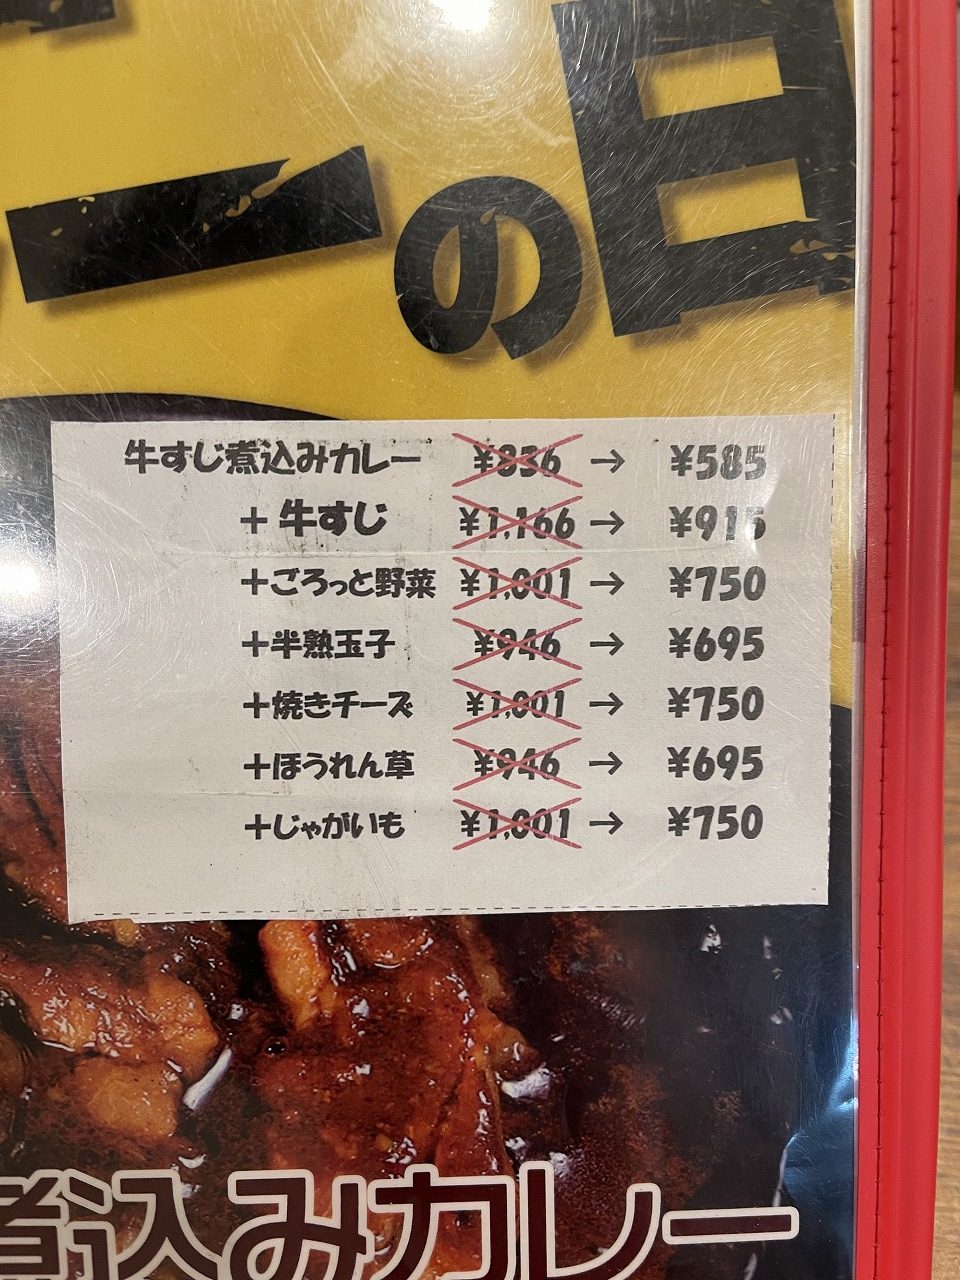 ーの日
牛すじ煮込みカレー ¥836 → ¥585
＋牛すじ ¥1,166 → ¥915
＋ごろっと野菜 ¥1,001 → ¥750
＋半熟玉子 ¥946 → ¥695
＋焼きチーズ ¥1,001 → ¥750
＋ほうれん草 ¥946 → ¥695
＋じゃがいも ¥1,001 → ¥750
煮込みカレー